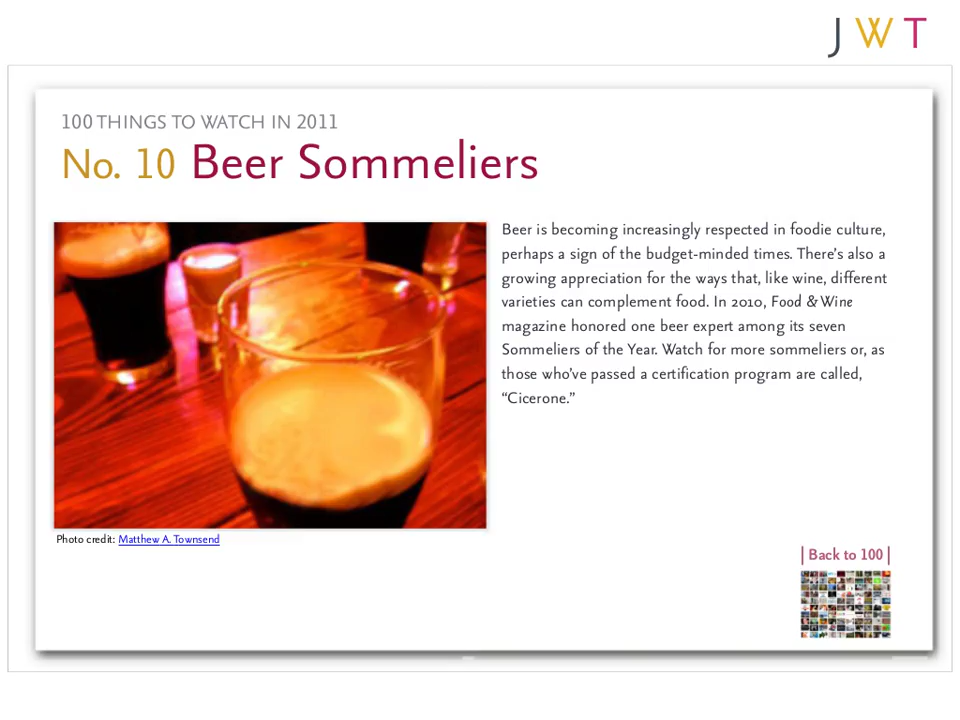 J W T
100 THINGS TO WATCH IN 2011
No. 10 Beer Sommeliers
Beer is becoming increasingly respected in foodie culture,
perhaps a sign of the budget-minded times. There’s also a
growing appreciation for the ways that, like wine, different
varieties can complement food. In 2010, Food & Wine
magazine honored one beer expert among its seven
Sommeliers of the Year. Watch for more sommeliers or, as
those who’ve passed a certification program are called,
“Cicerone.”
Photo credit: Matthew A. Townsend
| Back to 100 |